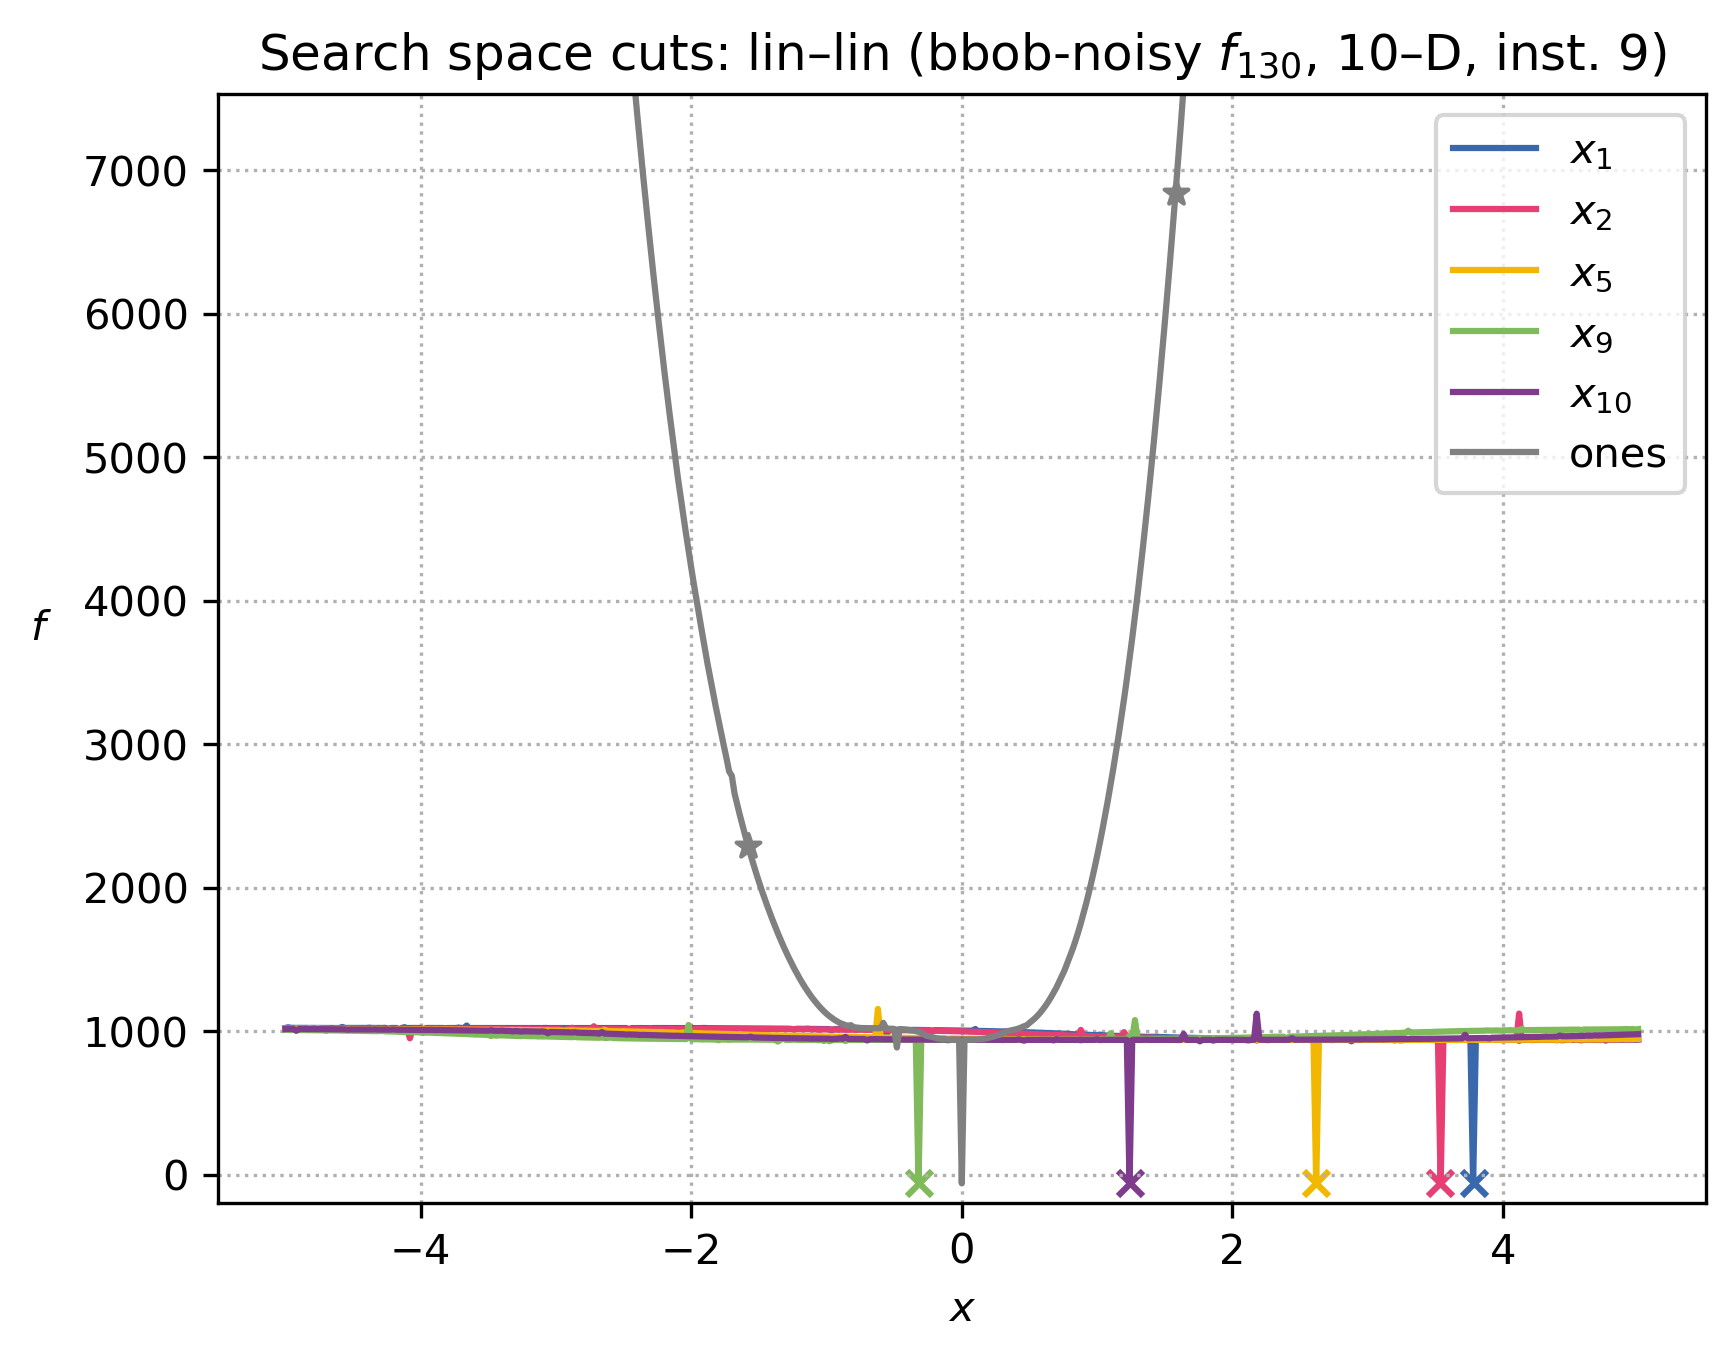 Search space cuts: lin–lin (bbob-noisy f₁₃₀, 10–D, inst. 9)
7000
6000
5000
4000
3000
2000
1000
0
f
−4
−2
0
2
4
x
x₁
x₂
x₅
x₉
x₁₀
ones